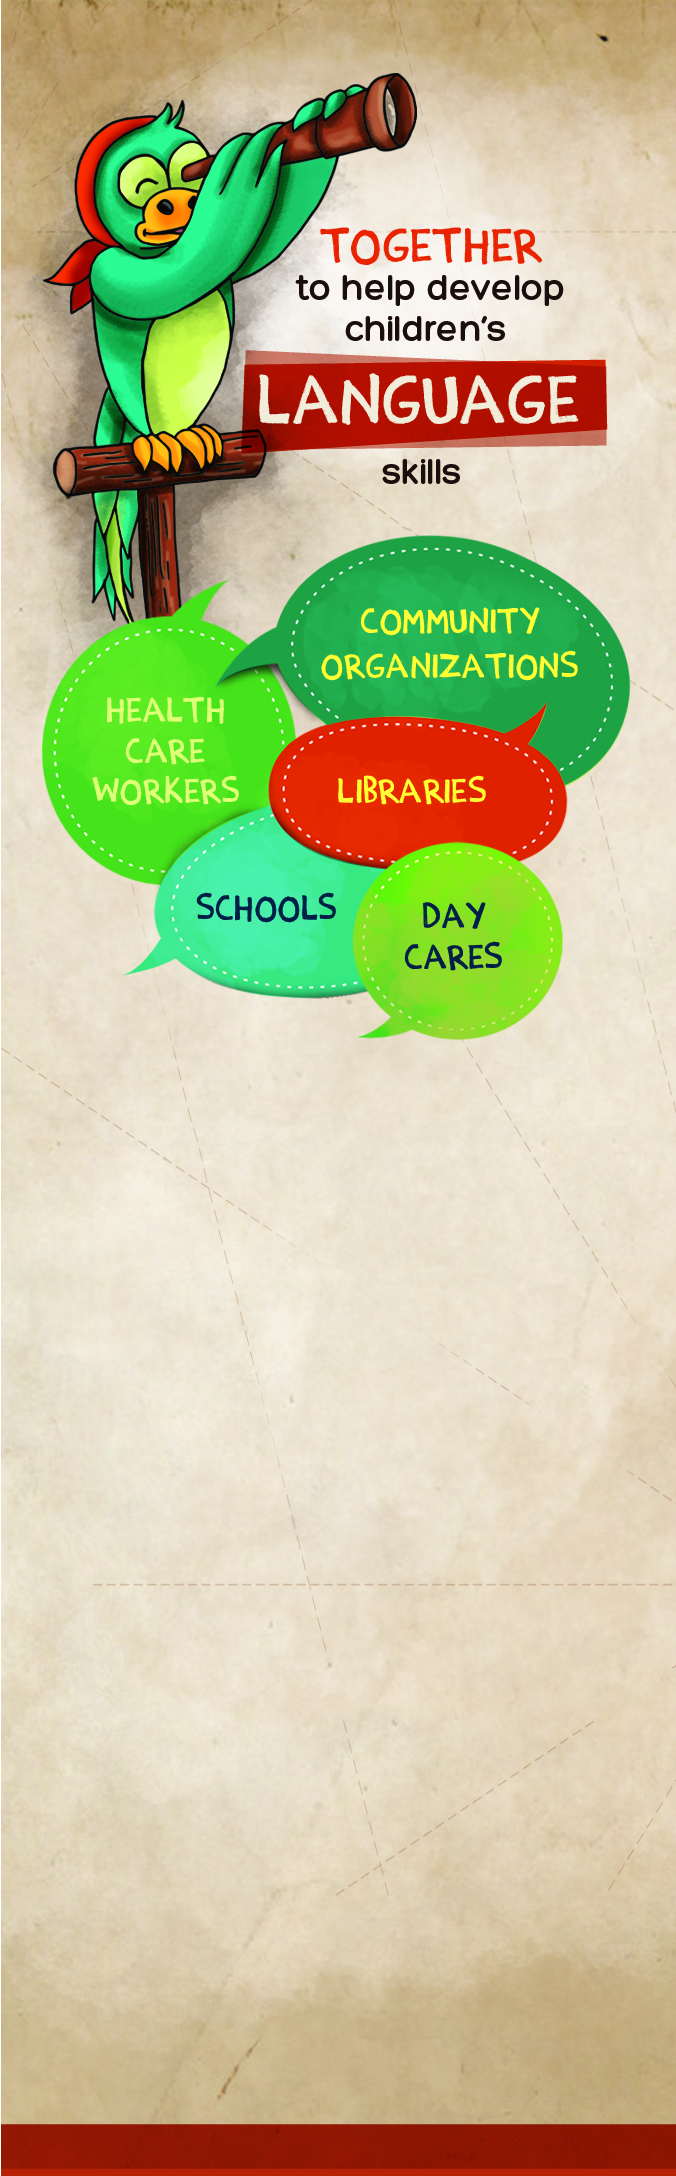 TOGETHER
to help develop
children's
LANGUAGE
skills
COMMUNITY
ORGANIZATIONS
HEALTH
CARE
WORKERS
LIBRARIES
SCHOOLS
DAY
CARES